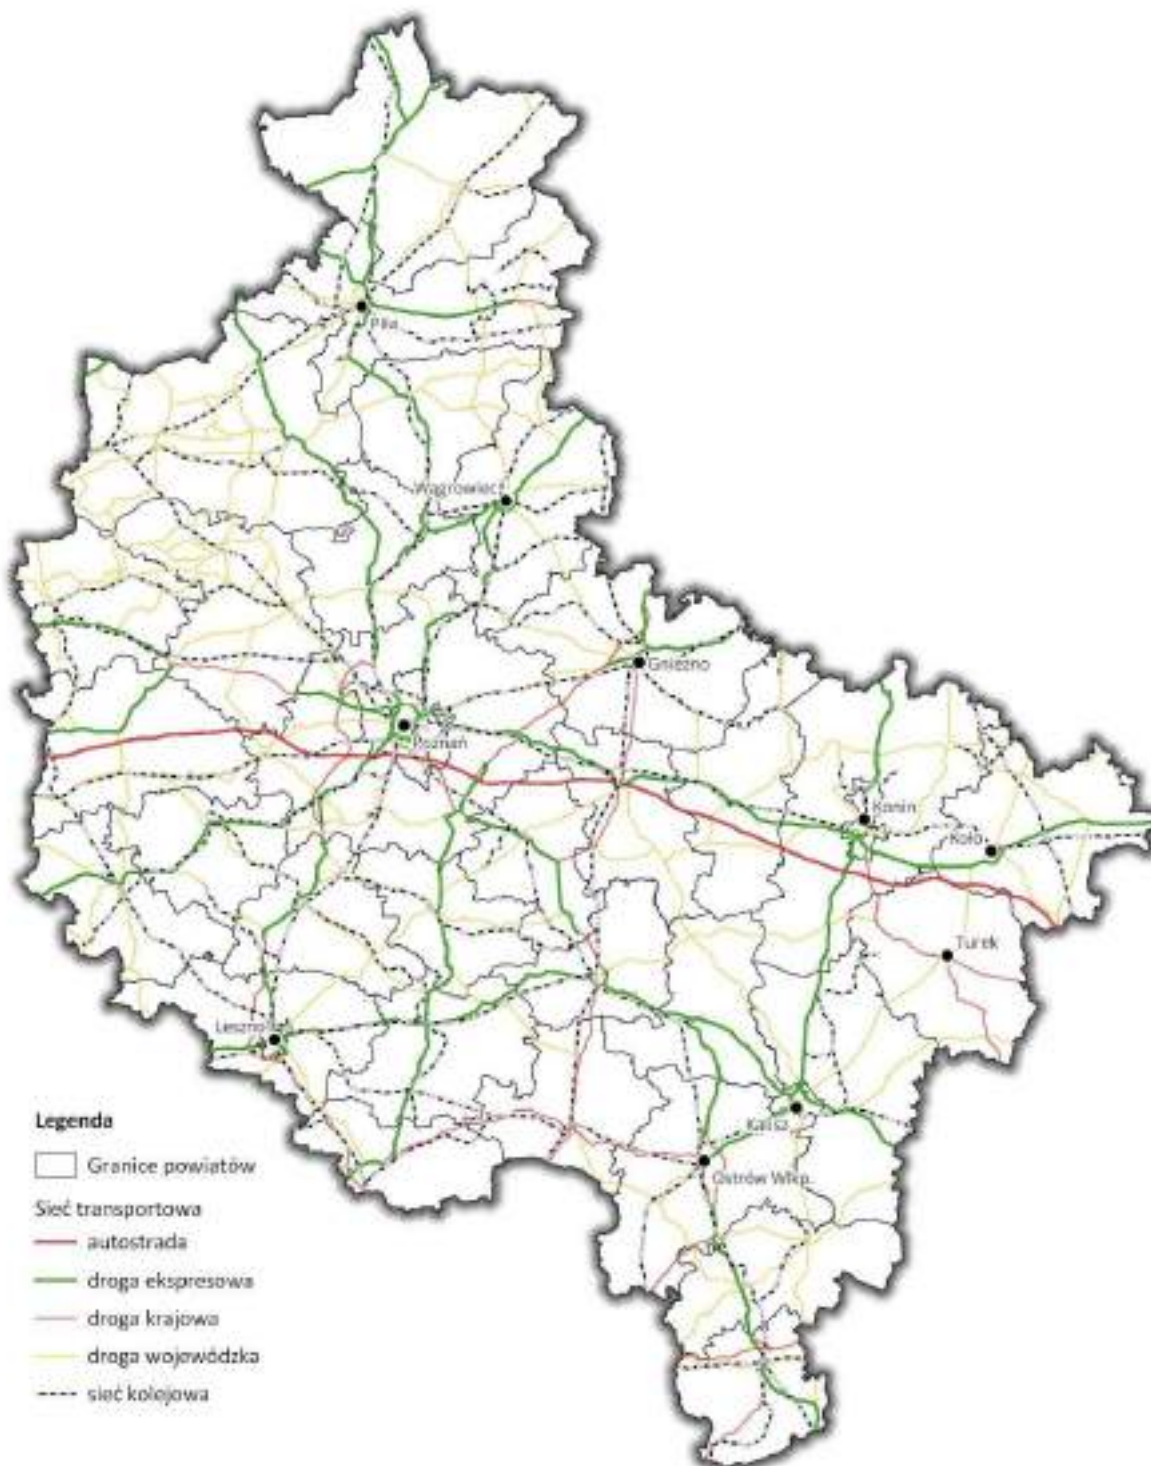 Piła
Wągrowiec
Gniezno
Poznań
Konin
Koło
Turek
Leszno
Kalisz
Ostrów Wlkp.
Legenda
Granice powiatów
Sieć transportowa
autostrada
droga ekspresowa
droga krajowa
droga wojewódzka
sieć kolejowa